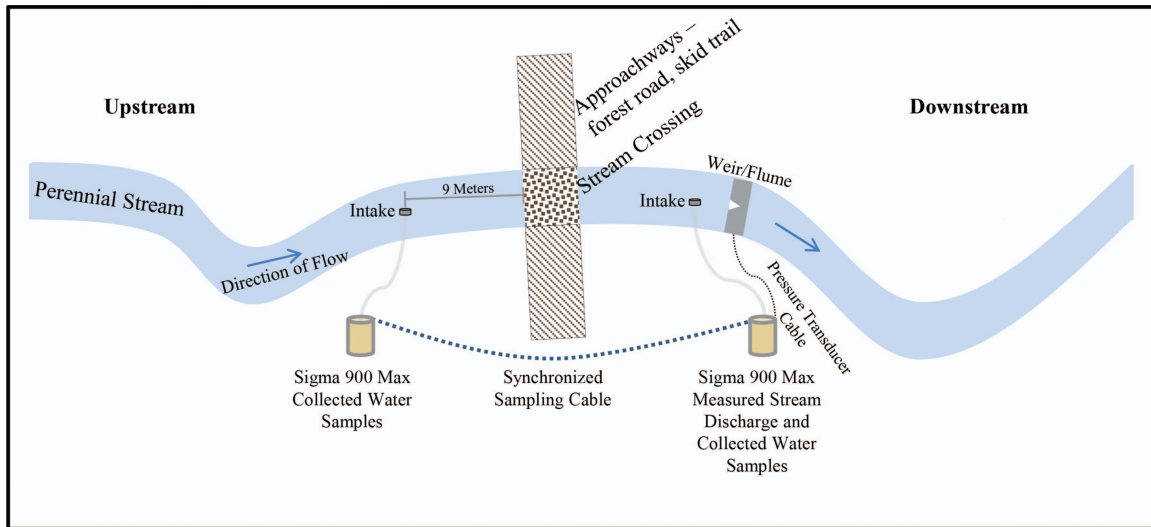 Upstream
Approachways –
forest road, skid trail
Downstream
Stream Crossing
Weir/Flume
Perennial Stream
9 Meters
Intake
Intake
Direction of Flow
Pressure Transducer
Cable
Sigma 900 Max
Collected Water
Samples
Synchronized
Sampling Cable
Sigma 900 Max
Measured Stream
Discharge and
Collected Water
Samples